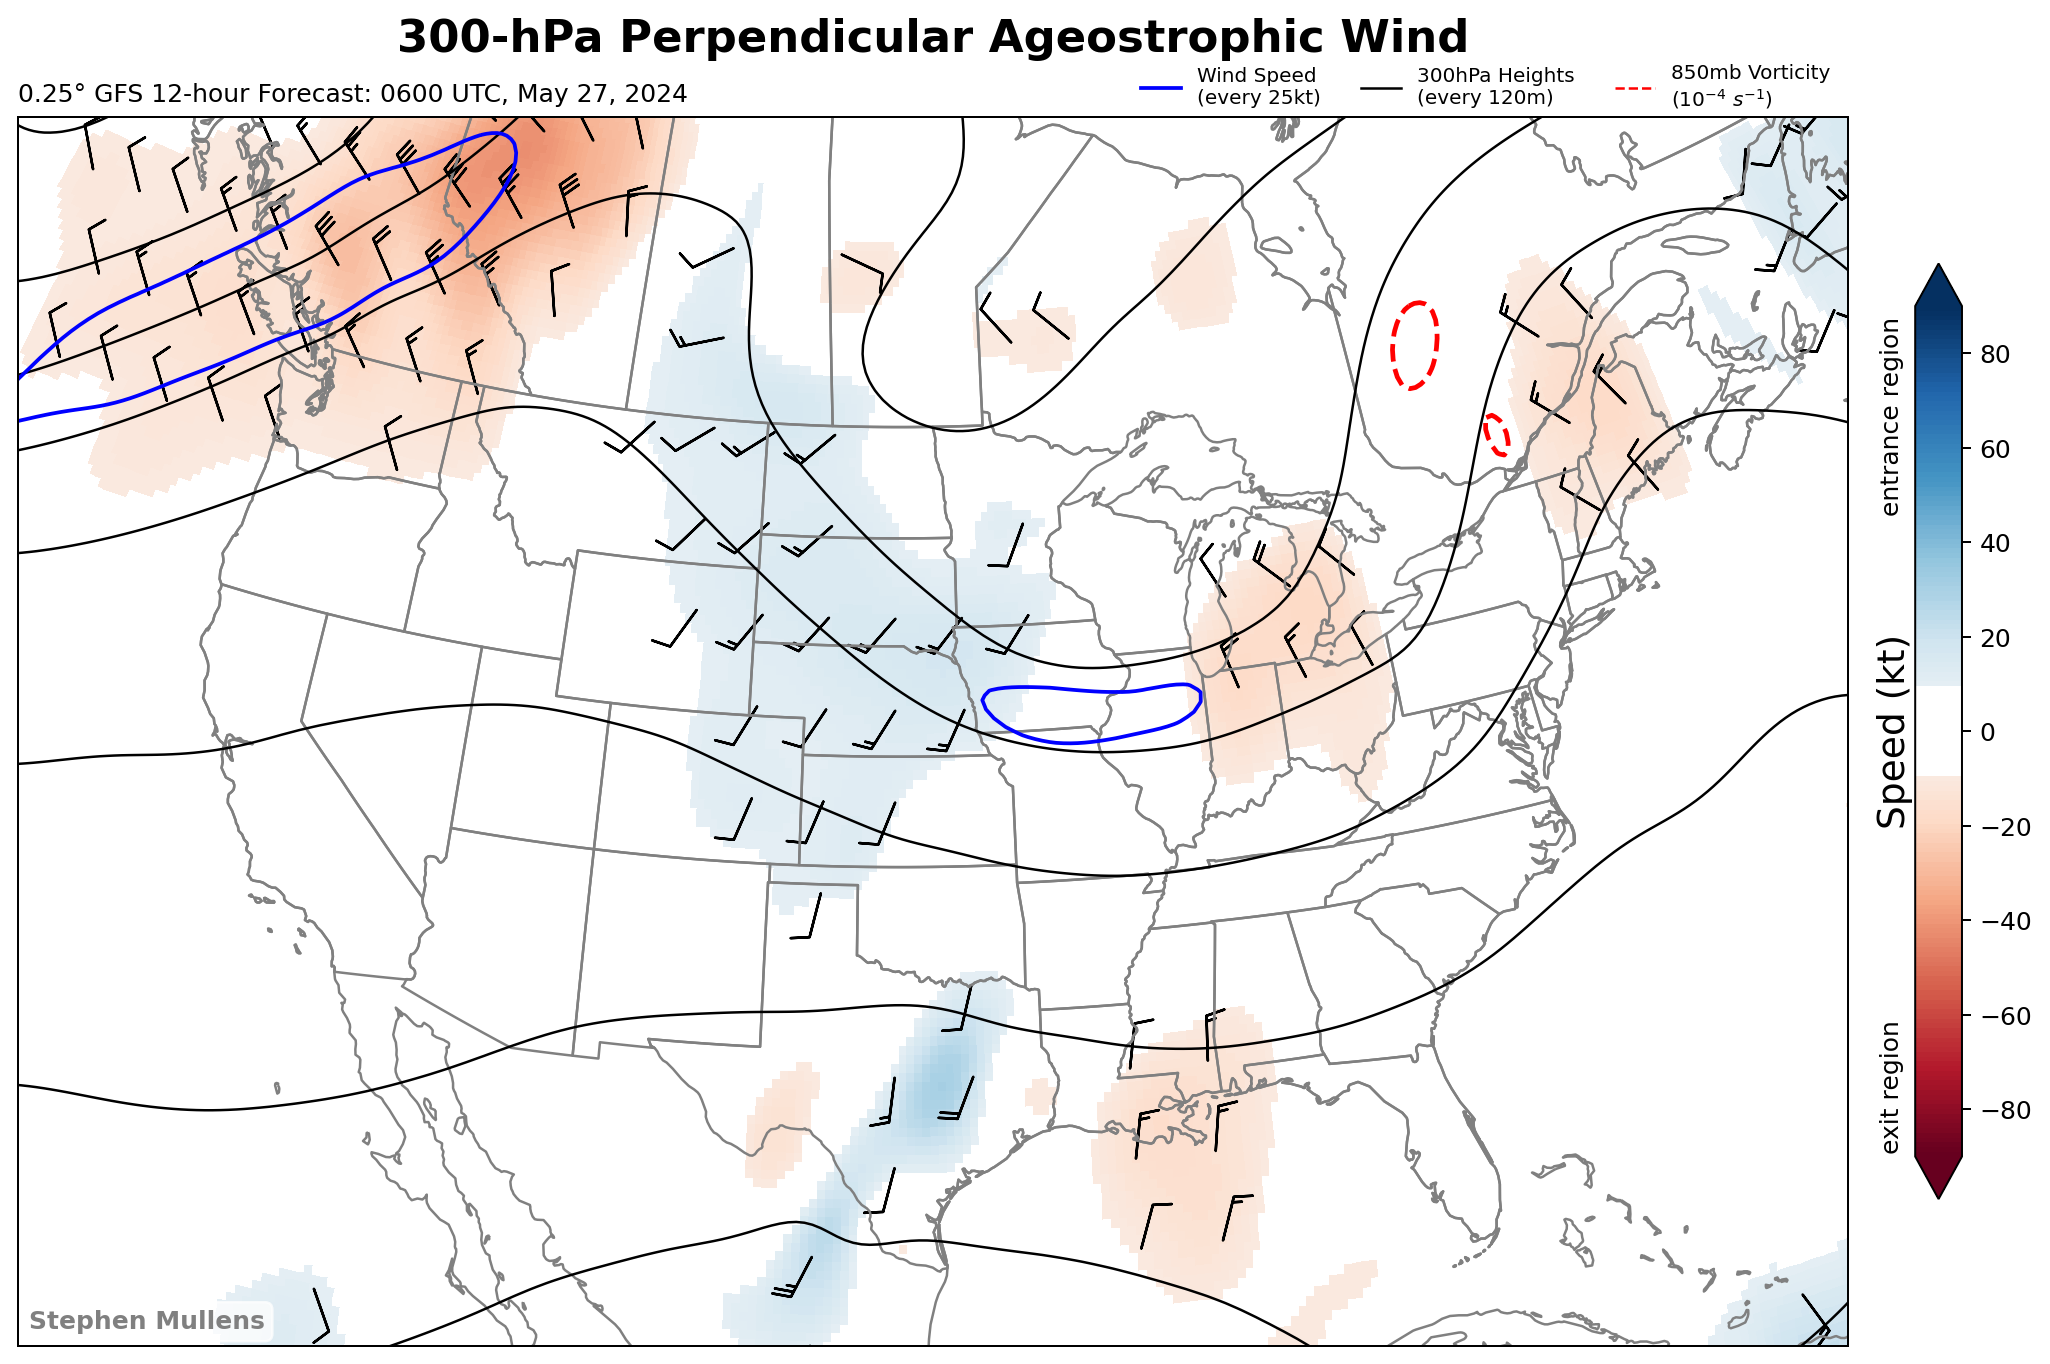 300-hPa Perpendicular Ageostrophic Wind
0.25° GFS 12-hour Forecast: 0600 UTC, May 27, 2024
Wind Speed
(every 25kt)
300hPa Heights
(every 120m)
850mb Vorticity
(10⁻⁴ s⁻¹)
entrance region
Speed (kt)
exit region
80
60
40
20
0
−20
−40
−60
−80
Stephen Mullens